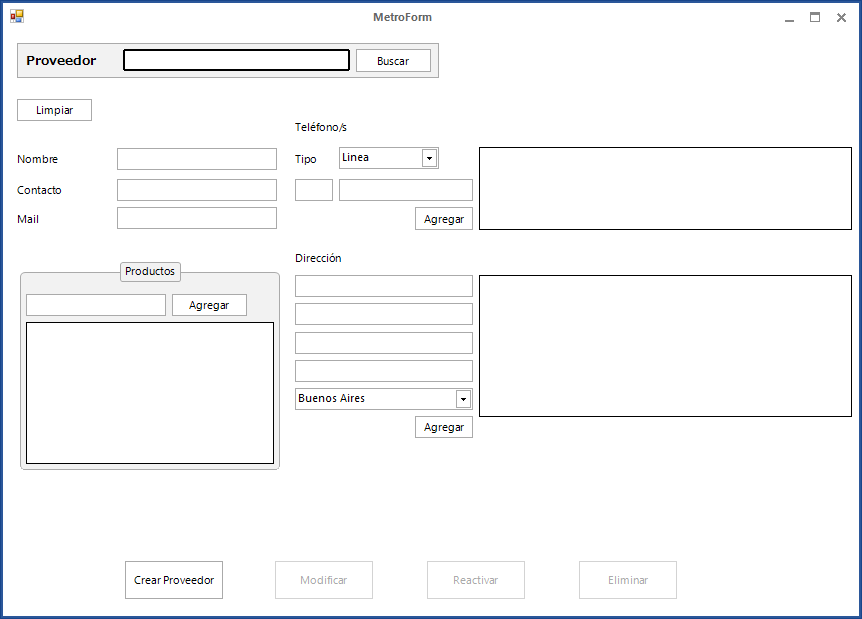 MetroForm
Proveedor
Buscar
Limpiar
Teléfono/s
Nombre
Tipo
Linea
Contacto
Mail
Agregar
Dirección
Productos
Agregar
Buenos Aires
Agregar
Crear Proveedor
Modificar
Reactivar
Eliminar